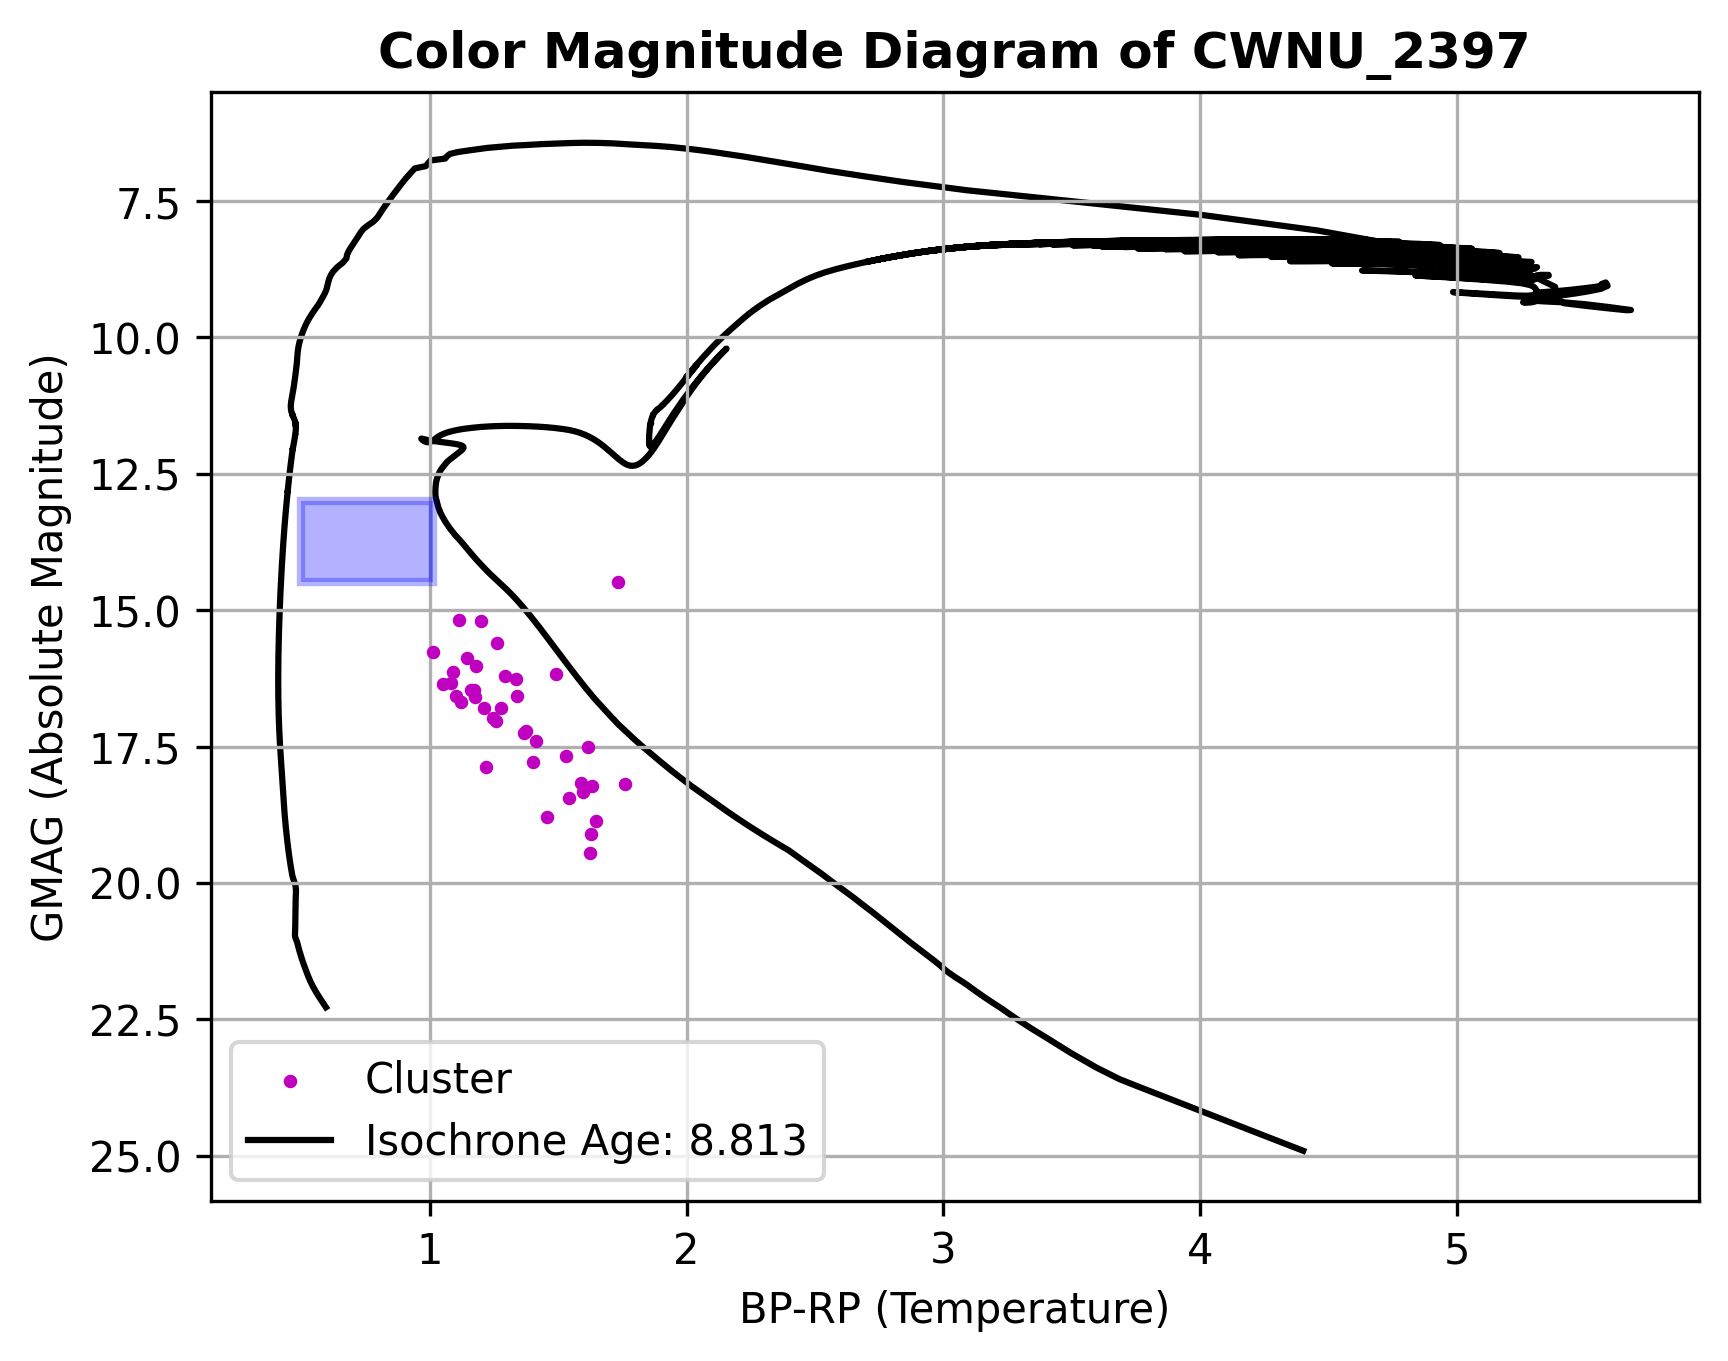 Color Magnitude Diagram of CWNU_2397
GMAG (Absolute Magnitude)
7.5
10.0
12.5
15.0
17.5
20.0
22.5
25.0
Cluster
Isochrone Age: 8.813
1
2
3
4
5
BP-RP (Temperature)